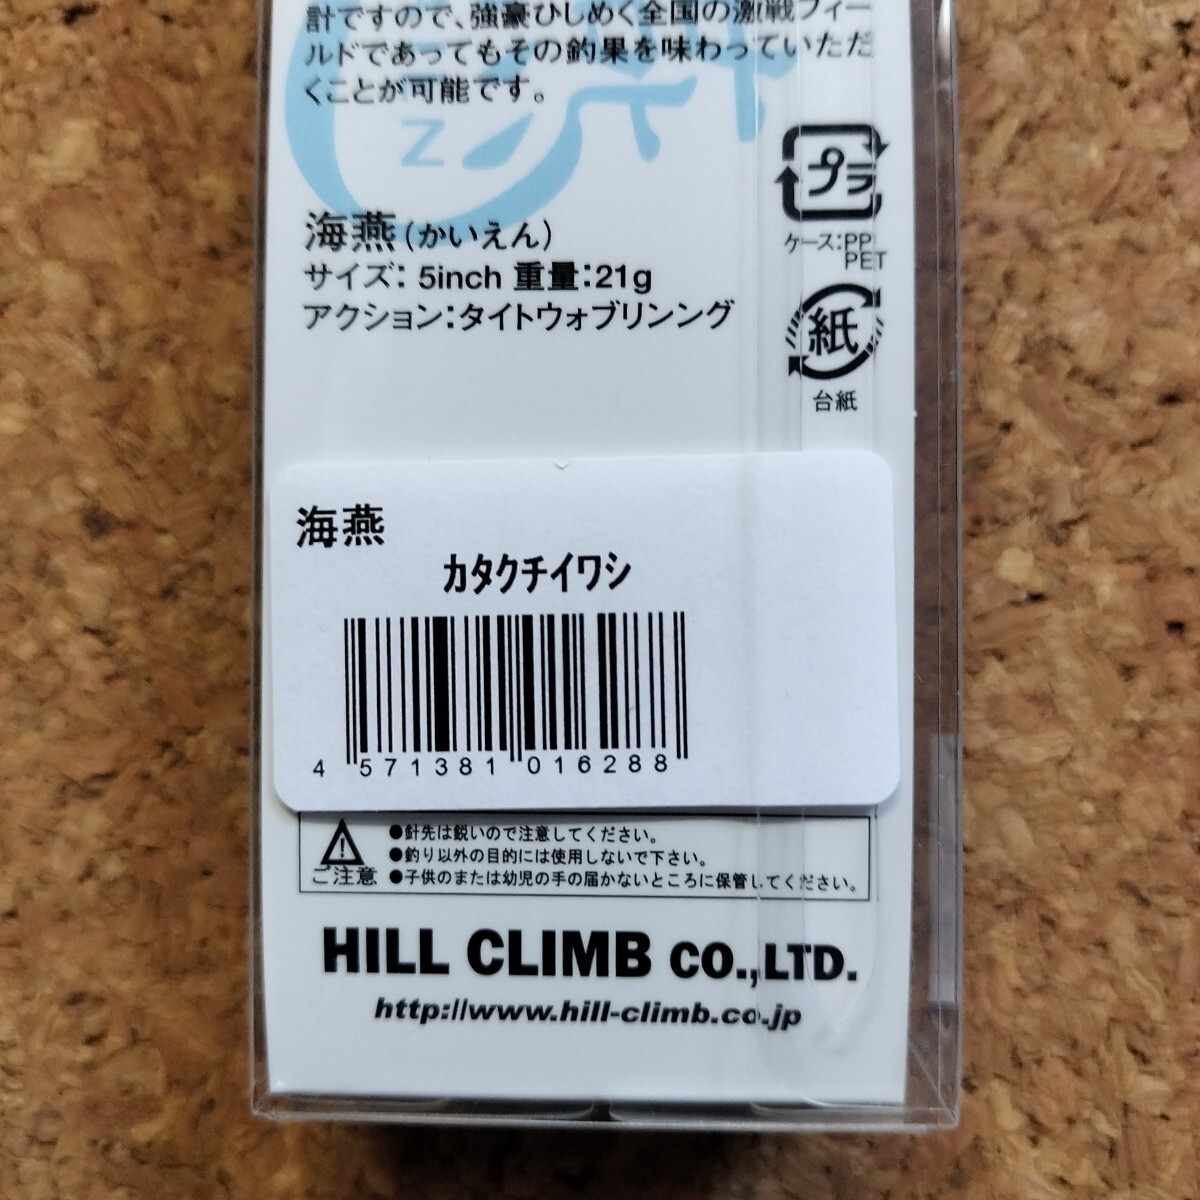 計ですので、強豪ひしめく全国の激戦フィー
ルドであってもその釣果を味わっていただ
くことが可能です。
Z
プラ
ケース:PP
PET
海燕(かいえん)
サイズ: 5inch 重量:21g
アクション:タイトウォブリンング
紙
台紙
海燕
カタクチイワシ
4 571381 016288
ご注意
●針先は鋭いので注意してください。
●釣り以外の目的には使用しないで下さい。
●子供のまたは幼児の手の届かないところに保管してください。
HILL CLIMB CO.,LTD.
http://www.hill-climb.co.jp